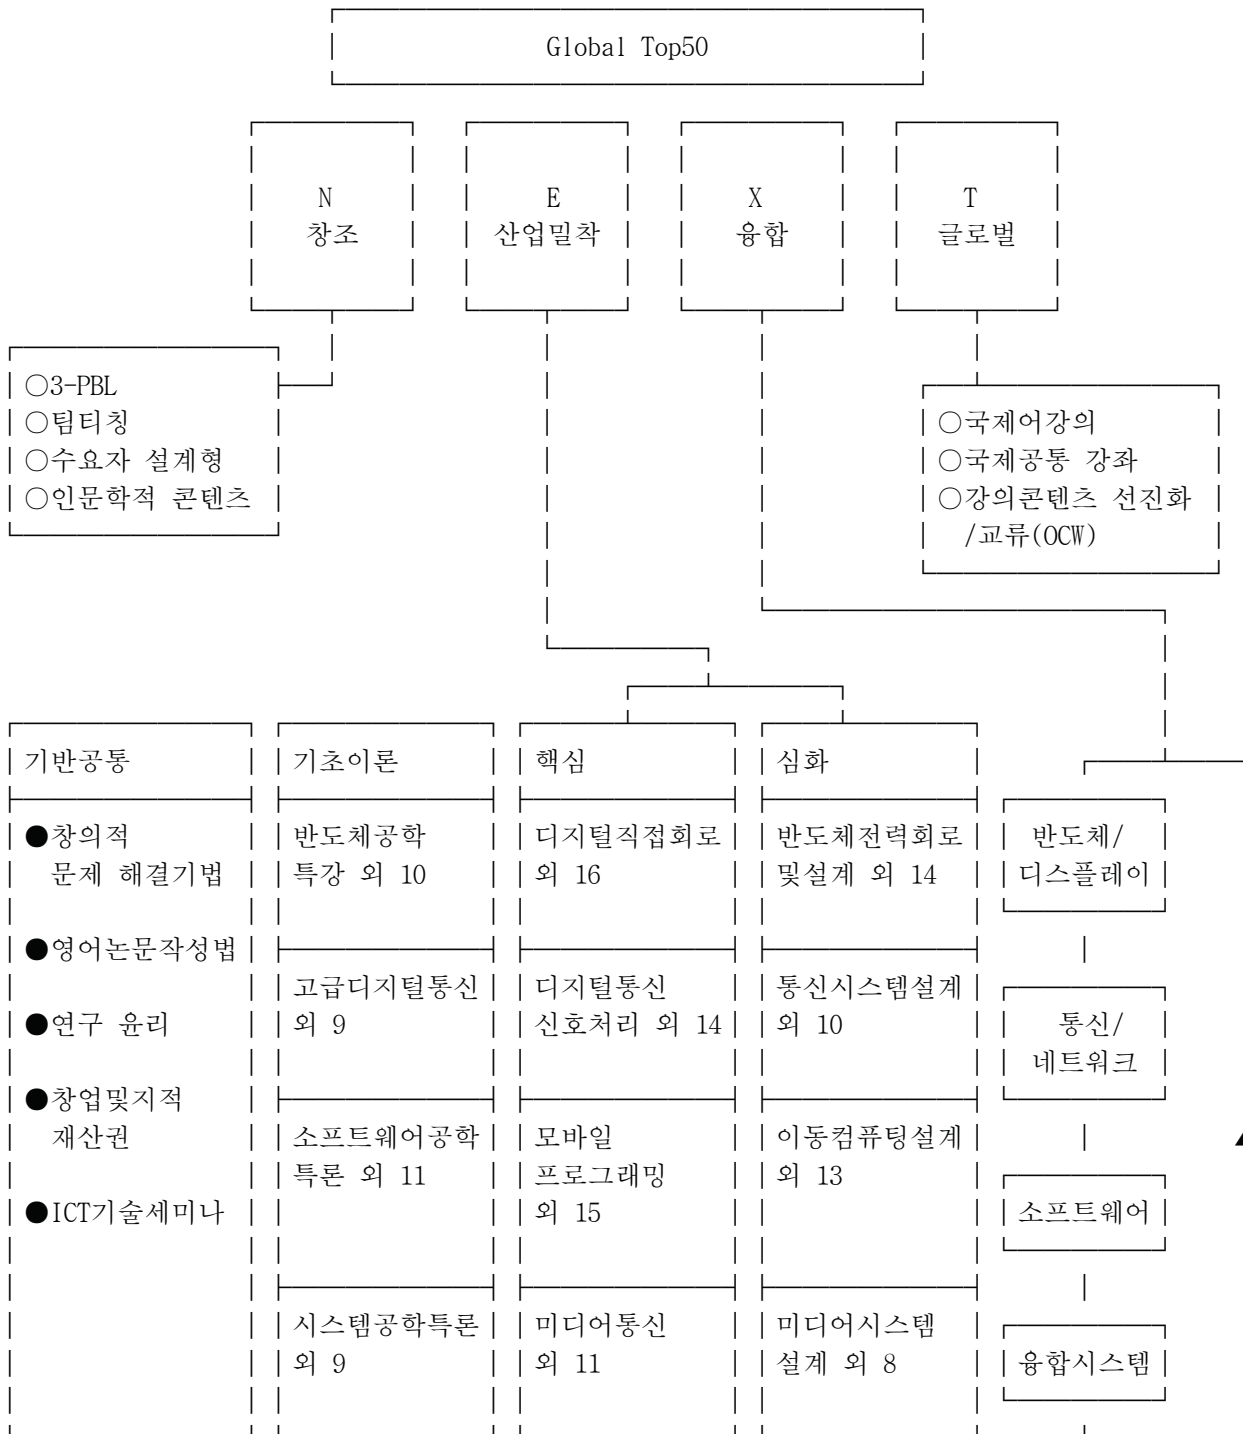 Global Top50
N
창조
E
산업밀착
X
융합
T
글로벌
○3-PBL
○팀티칭
○수요자 설계형
○인문학적 콘텐츠
○국제어강의
○국제공통 강좌
○강의콘텐츠 선진화
/교류(OCW)
기반공통
●창의적
문제 해결기법
●영어논문작성법
●연구 윤리
●창업및지적
재산권
●ICT기술세미나
기초이론
반도체공학
특강 외 10
고급디지털통신
외 9
소프트웨어공학
특론 외 11
시스템공학특론
외 9
핵심
디지털직접회로
외 16
디지털통신
신호처리 외 14
모바일
프로그래밍
외 15
미디어통신
외 11
심화
반도체전력회로
및설계 외 14
통신시스템설계
외 10
이동컴퓨팅설계
외 13
미디어시스템
설계 외 8
반도체/
디스플레이
통신/
네트워크
소프트웨어
융합시스템